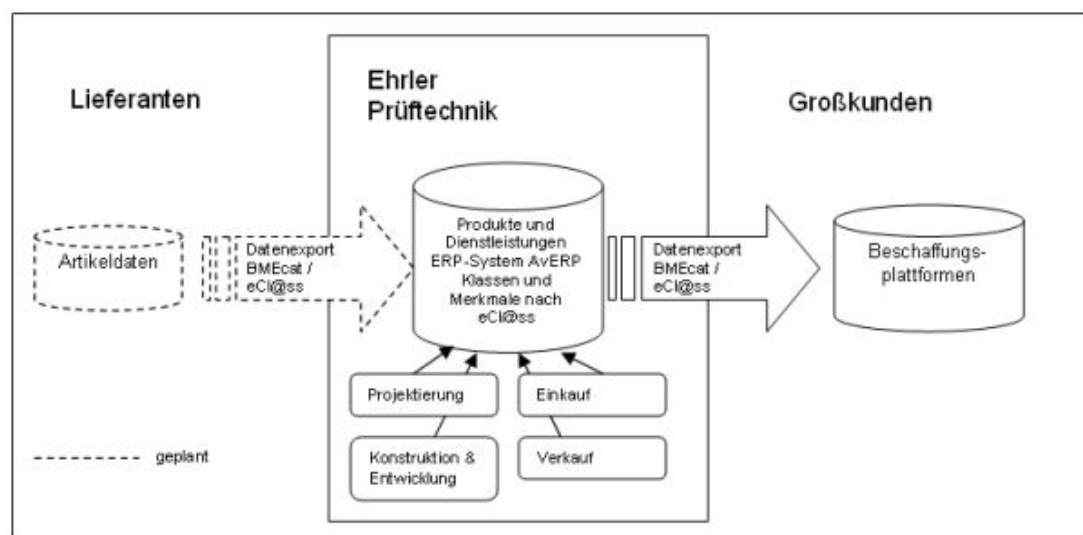 Lieferanten
Ehrler
Prüftechnik
Großkunden
Artikeldaten
Datenexport
BMEcat /
eCl@ss
Produkte und
Dienstleistungen
ERP-System AvERP
Klassen und
Merkmale nach
eCl@ss
Datenexport
BMEcat /
eCl@ss
Beschaffungs-
plattformen
Projektierung
Einkauf
Konstruktion &
Entwicklung
Verkauf
geplant